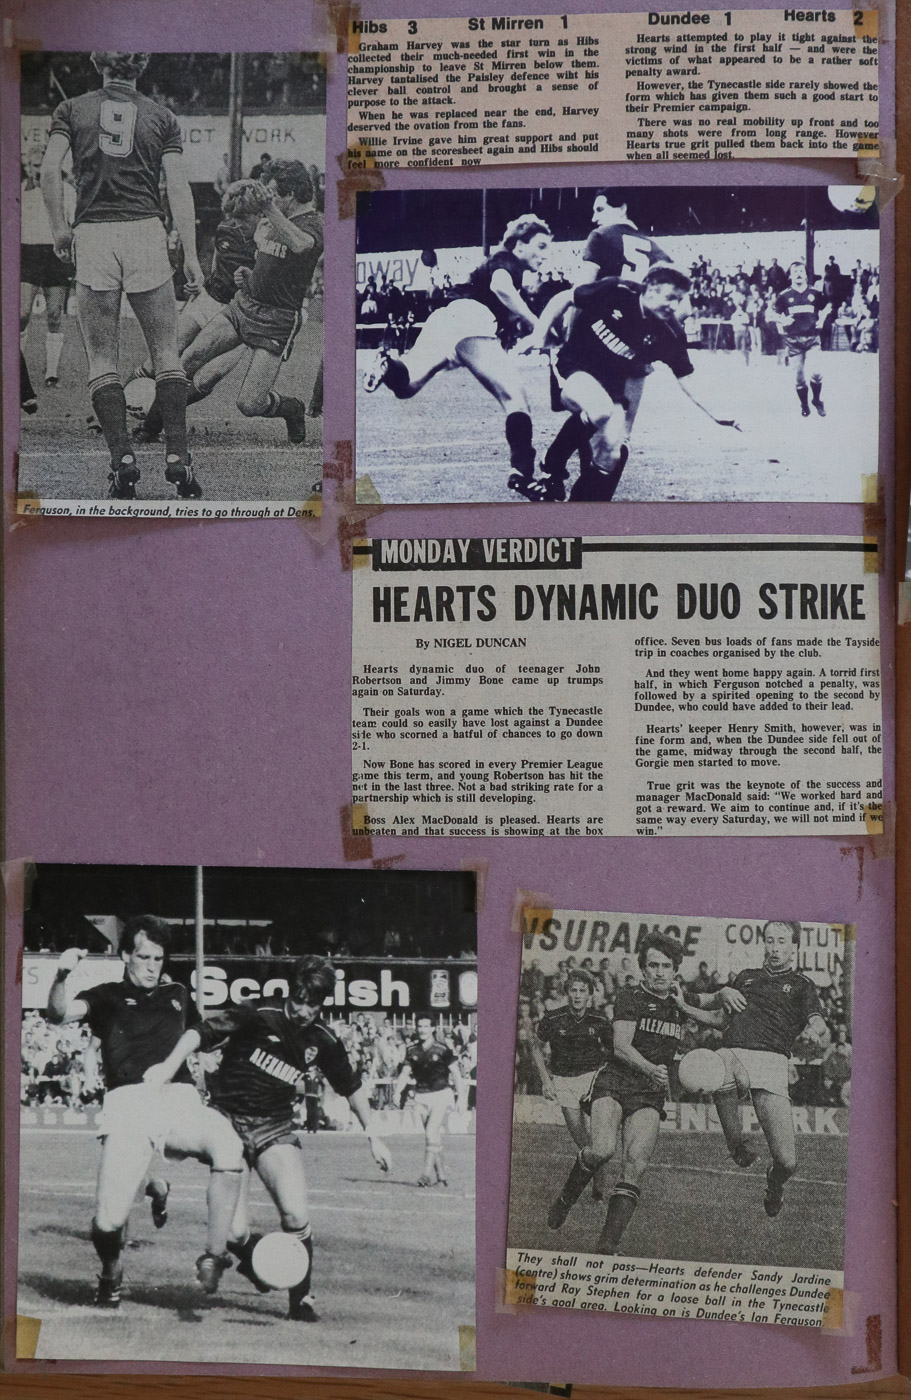 Hibs 3 St Mirren 1
Graham Harvey was the star turn as Hibs
collected their much-needed first win in the
championship to leave St Mirren below them.
Harvey tantalised the Paisley defence wiht his
clever ball control and brought a sense of
purpose to the attack.
When he was replaced near the end, Harvey
deserved the ovation from the fans.
Willie Irvine gave him great support and put
his name on the scoresheet again and Hibs should
feel more confident now
Dundee 1 Hearts 2
Hearts attempted to play it tight against the
strong wind in the first half — and were the
victims of what appeared to be a rather soft
penalty award.
However, the Tynecastle side rarely showed the
form which has given them such a good start to
their Premier campaign.
There was no real mobility up front and too
many shots were from long range. However
Hearts true grit pulled them back into the game
when all seemed lost.
9
WORK
Ferguson, in the background, tries to go through at Dens.
oway
5
ALEXANDE
MONDAY VERDICT
HEARTS DYNAMIC DUO STRIKE
By NIGEL DUNCAN
Hearts dynamic duo of teenager John
Robertson and Jimmy Bone came up trumps
again on Saturday.
Their goals won a game which the Tynecastle
team could so easily have lost against a Dundee
side who scorned a hatful of chances to go down
2-1.
Now Bone has scored in every Premier League
game this term, and young Robertson has hit the
net in the last three. Not a bad striking rate for a
partnership which is still developing.
Boss Alex MacDonald is pleased. Hearts are
unbeaten and that success is showing at the box
office. Seven bus loads of fans made the Tayside
trip in coaches organised by the club.
And they went home happy again. A torrid first
half, in which Ferguson notched a penalty, was
followed by a spirited opening to the second by
Dundee, who could have added to their lead.
Hearts' keeper Henry Smith, however, was in
fine form and, when the Dundee side fell out of
the game, midway through the second half, the
Gorgie men started to move.
True grit was the keynote of the success and
manager MacDonald said: "We worked hard and
got a reward. We aim to continue and, if it's the
same way every Saturday, we will not mind if we
win."
Scottish
ALEXANDE
NSURANCE CON TUT
ILLIN
ALEXANDE
ENS PARK
They shall not pass—Hearts defender Sandy Jardine
(centre) shows grim determination as he challenges Dundee
forward Ray Stephen for a loose ball in the Tynecastle
side's goal area. Looking on is Dundee's Ian Ferguson.